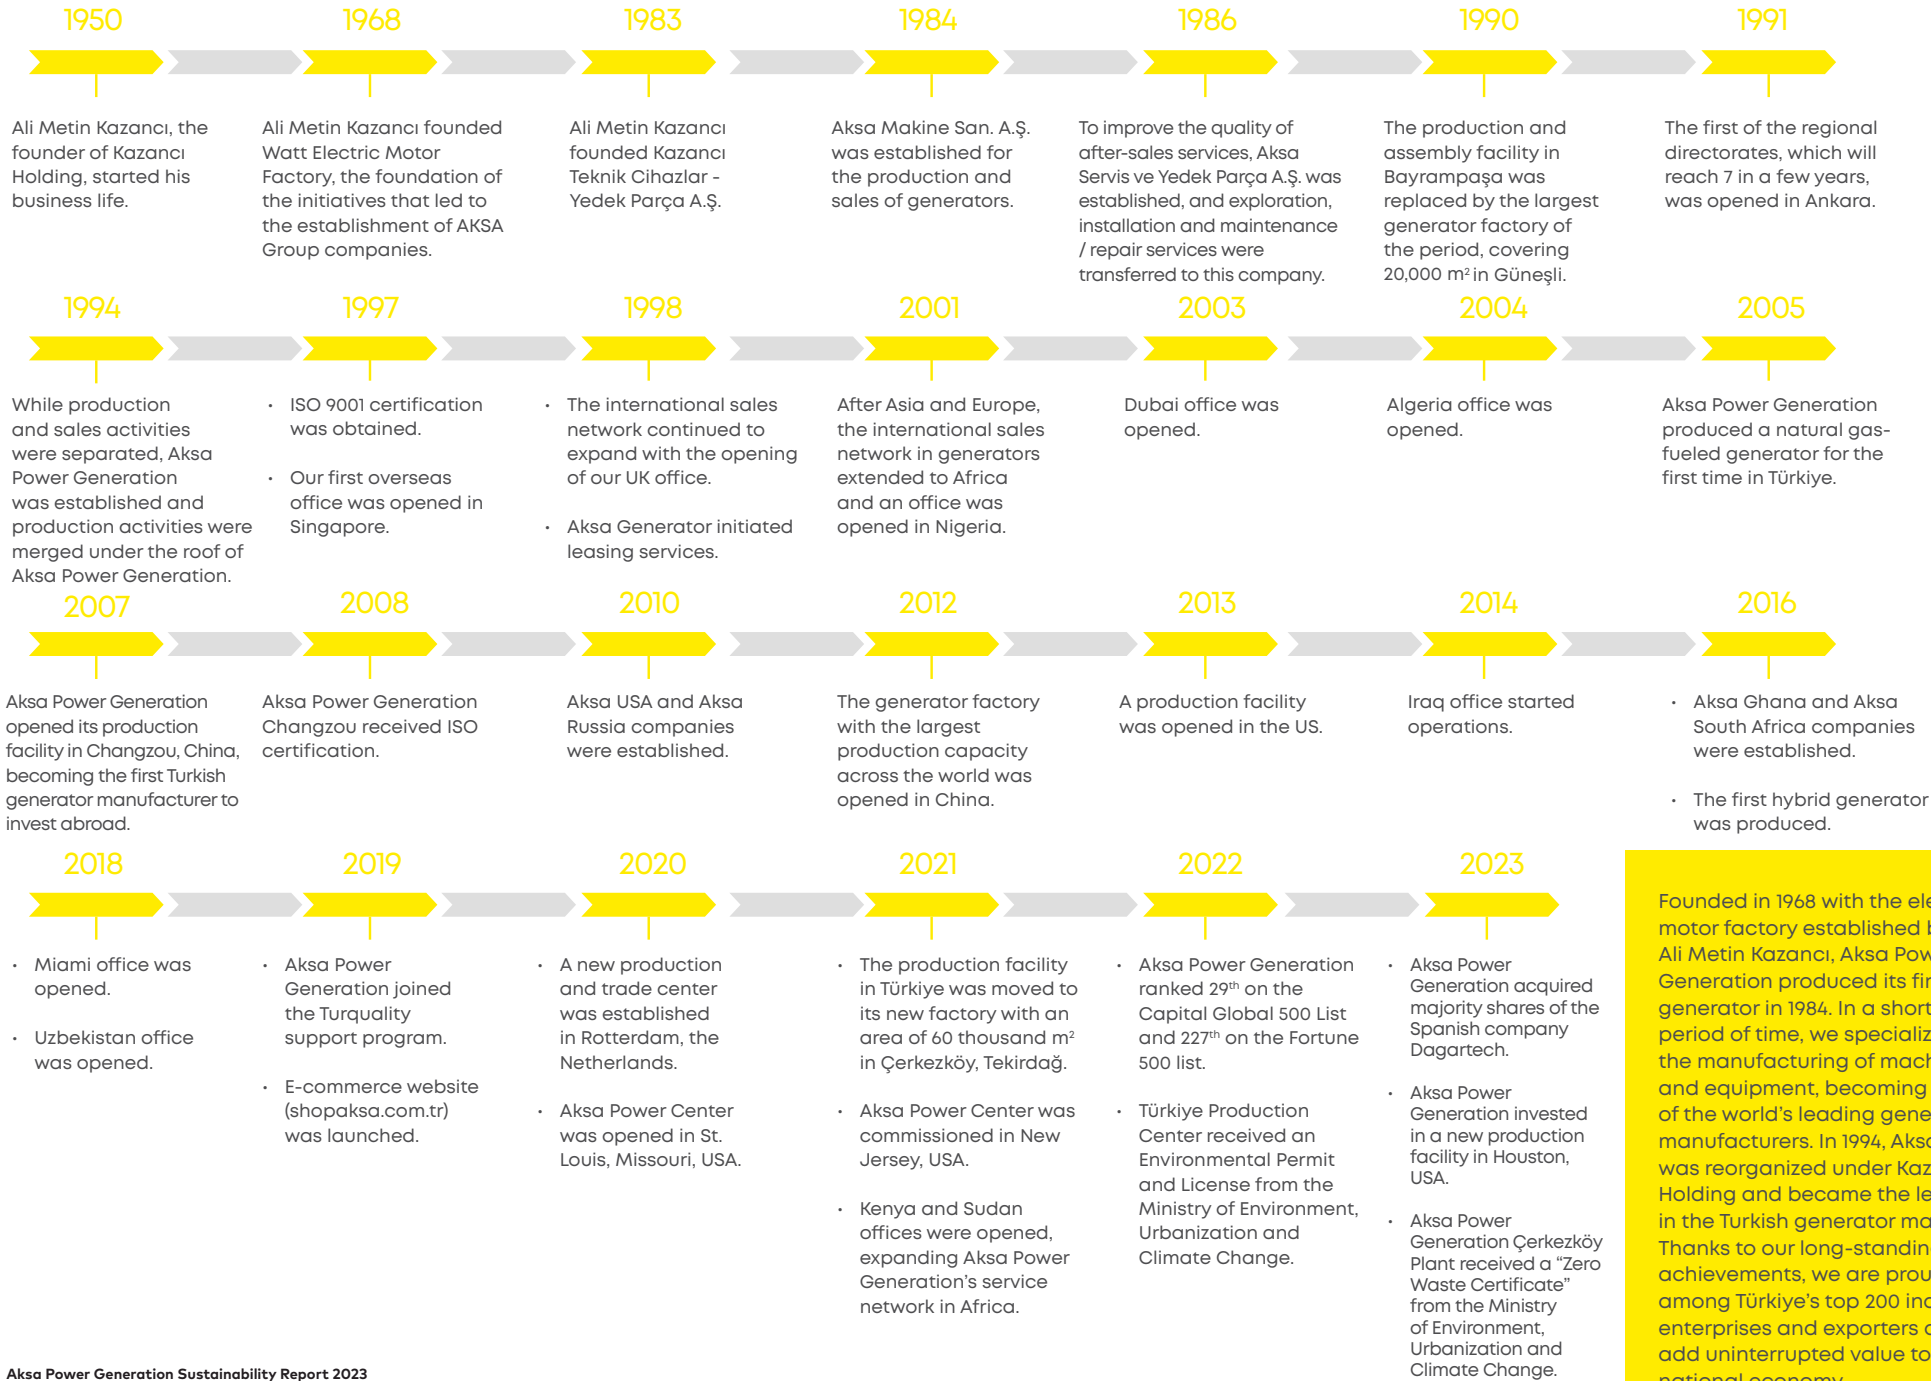 1950
Ali Metin Kazancı, the
founder of Kazancı
Holding, started his
business life.
1968
Ali Metin Kazancı founded
Watt Electric Motor
Factory, the foundation of
the initiatives that led to
the establishment of AKSA
Group companies.
1983
Ali Metin Kazancı
founded Kazancı
Teknik Cihazlar -
Yedek Parça A.Ş.
1984
Aksa Makine San. A.Ş.
was established for
the production and
sales of generators.
1986
To improve the quality of
after-sales services, Aksa
Servis ve Yedek Parça A.Ş. was
established, and exploration,
installation and maintenance
/ repair services were
transferred to this company.
1990
The production and
assembly facility in
Bayrampaşa was
replaced by the largest
generator factory of
the period, covering
20,000 m² in Güneşli.
1991
The first of the regional
directorates, which will
reach 7 in a few years,
was opened in Ankara.
1994
While production
and sales activities
were separated, Aksa
Power Generation
was established and
production activities were
merged under the roof of
Aksa Power Generation.
1997
• ISO 9001 certification
was obtained.
• Our first overseas
office was opened in
Singapore.
1998
• The international sales
network continued to
expand with the opening
of our UK office.
• Aksa Generator initiated
leasing services.
2001
After Asia and Europe,
the international sales
network in generators
extended to Africa
and an office was
opened in Nigeria.
2003
Dubai office was
opened.
2004
Algeria office was
opened.
2005
Aksa Power Generation
produced a natural gas-
fueled generator for the
first time in Türkiye.
2007
Aksa Power Generation
opened its production
facility in Changzou, China,
becoming the first Turkish
generator manufacturer to
invest abroad.
2008
Aksa Power Generation
Changzou received ISO
certification.
2010
Aksa USA and Aksa
Russia companies
were established.
2012
The generator factory
with the largest
production capacity
across the world was
opened in China.
2013
A production facility
was opened in the US.
2014
Iraq office started
operations.
2016
• Aksa Ghana and Aksa
South Africa companies
were established.
• The first hybrid generator
was produced.
2018
• Miami office was
opened.
• Uzbekistan office
was opened.
2019
• Aksa Power
Generation joined
the Turquality
support program.
• E-commerce website
(shopaksa.com.tr)
was launched.
2020
• A new production
and trade center
was established
in Rotterdam, the
Netherlands.
• Aksa Power Center
was opened in St.
Louis, Missouri, USA.
2021
• The production facility
in Türkiye was moved to
its new factory with an
area of 60 thousand m²
in Çerkezköy, Tekirdağ.
• Aksa Power Center was
commissioned in New
Jersey, USA.
• Kenya and Sudan
offices were opened,
expanding Aksa Power
Generation's service
network in Africa.
2022
• Aksa Power Generation
ranked 29th on the
Capital Global 500 List
and 227th on the Fortune
500 list.
• Türkiye Production
Center received an
Environmental Permit
and License from the
Ministry of Environment,
Urbanization and
Climate Change.
2023
• Aksa Power
Generation acquired
majority shares of the
Spanish company
Dagartech.
• Aksa Power
Generation invested
in a new production
facility in Houston,
USA.
• Aksa Power
Generation Çerkezköy
Plant received a “Zero
Waste Certificate”
from the Ministry
of Environment,
Urbanization and
Climate Change.
Founded in 1968 with the
motor factory established
Ali Metin Kazancı, Aksa
Generation produced its
generator in 1984. In a short
period of time, we
the manufacturing of
and equipment, becoming
of the world's leading
manufacturers. In 1994,
was reorganized under
Holding and became the
in the Turkish generator
Thanks to our
achievements, we are
among Türkiye's top 200
enterprises and exporters
add uninterrupted value to
national economy
Aksa Power Generation Sustainability Report 2023